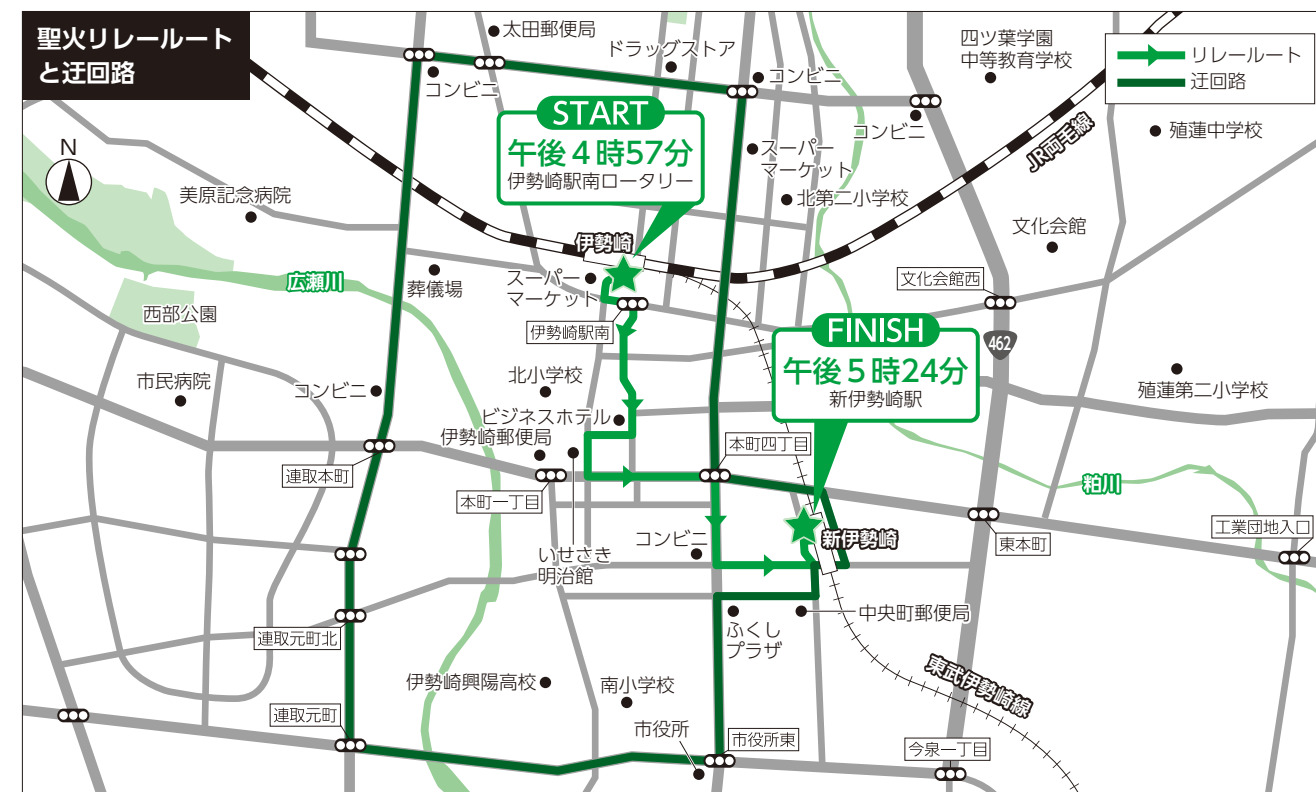 聖火リレールート
と迂回路
太田郵便局
ドラッグストア
コンビニ
コンビニ
四ツ葉学園
中等教育学校
リレールート
迂回路
コンビニ
殖蓮中学校
JR両毛線
START
午後4時57分
伊勢崎駅南ロータリー
スーパー
マーケット
北第二小学校
N
美原記念病院
文化会館
伊勢崎
広瀬川
葬儀場
スーパー
マーケット
文化会館西
西部公園
伊勢崎駅南
FINISH
午後5時24分
新伊勢崎駅
462
市民病院
コンビニ
北小学校
殖蓮第二小学校
ビジネスホテル
伊勢崎郵便局
本町四丁目
連取本町
本町一丁目
粕川
いせさき
明治館
コンビニ
新伊勢崎
東本町
工業団地入口
連取元町北
ふくし
プラザ
中央町郵便局
伊勢崎興陽高校
南小学校
東武伊勢崎線
連取元町
市役所
市役所東
今泉一丁目